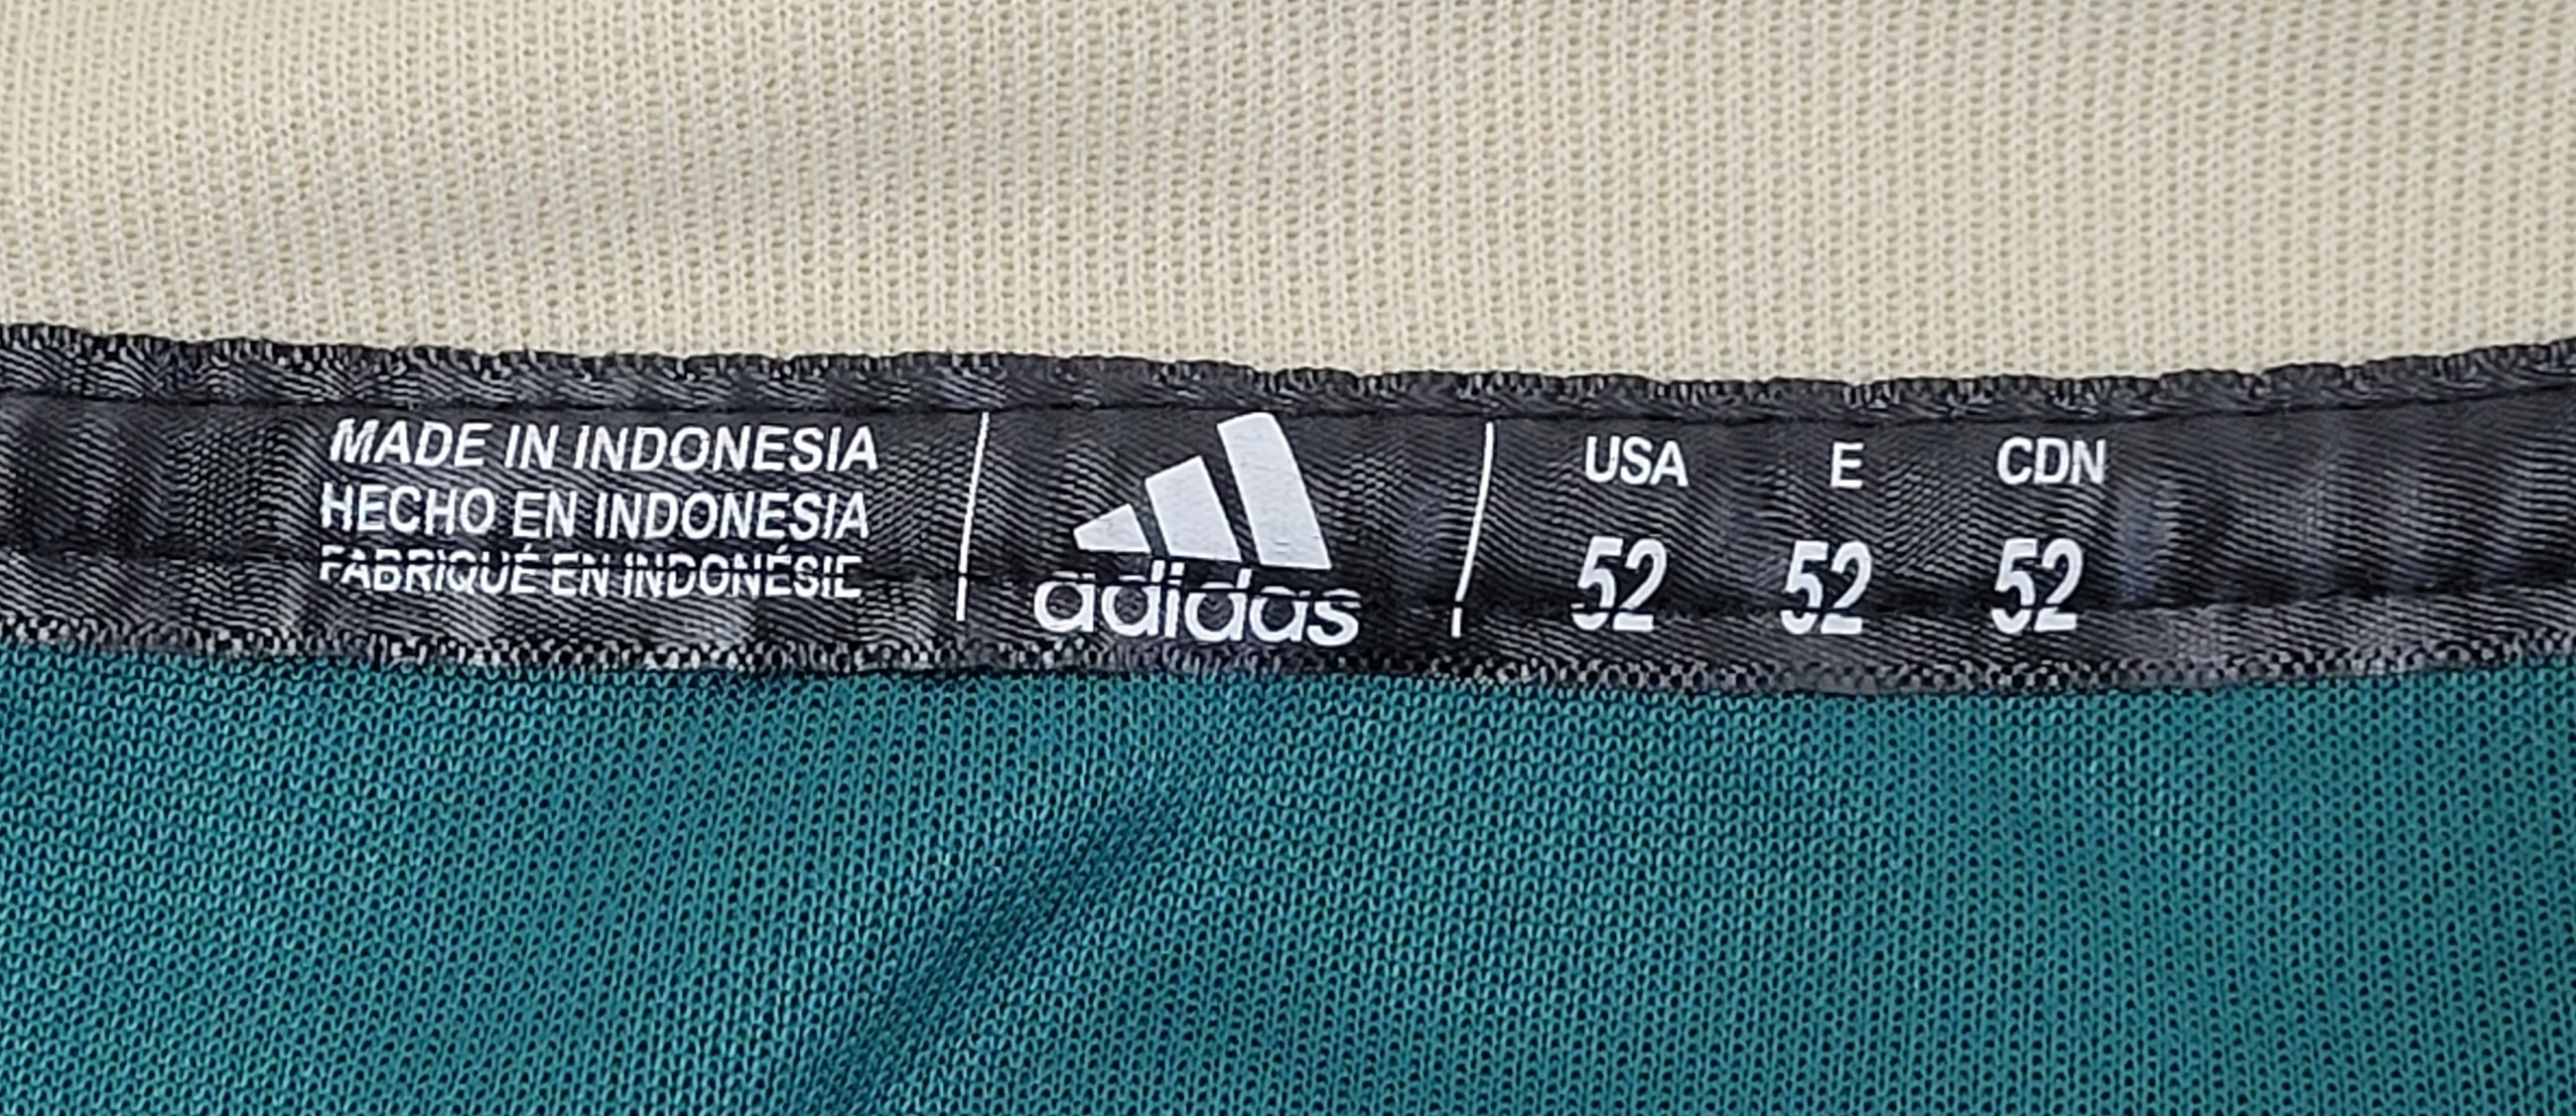 MADE IN INDONESIA
HECHO EN INDONESIA
FABRIQUÉ EN INDONÉSIE
adidas
USA E CDN
52 52 52